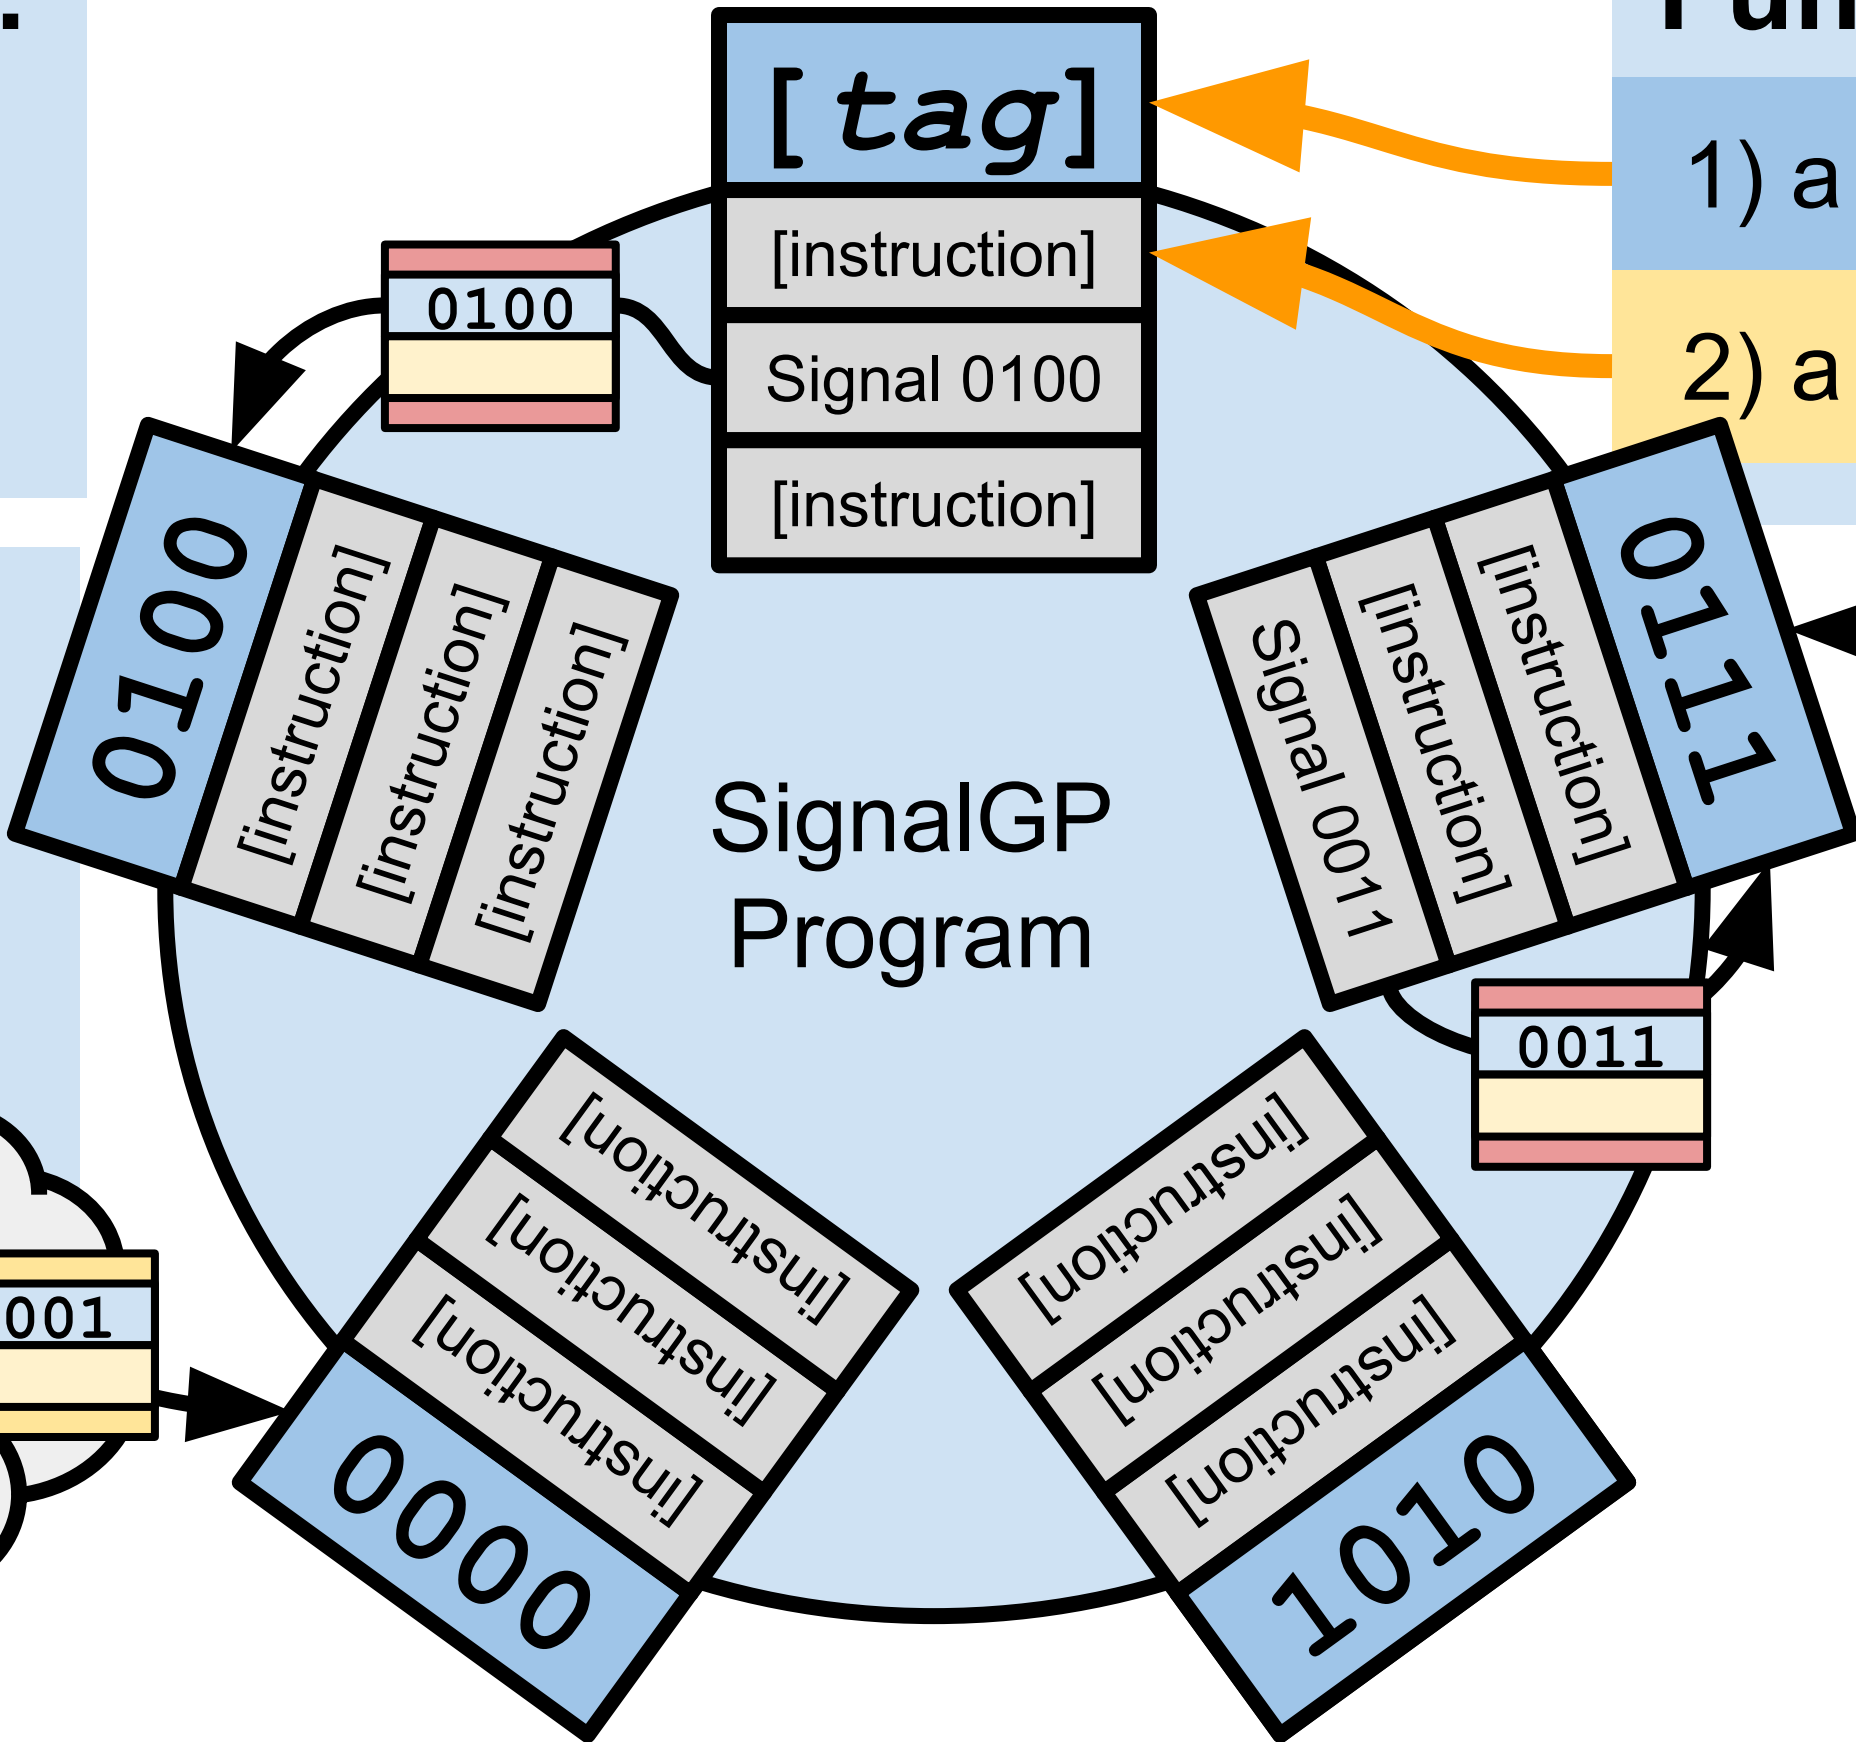 [tag]
[instruction]
Signal 0100
[instruction]
1) a
2) a
0100
0100
[instruction]
[instruction]
[instruction]
0111
[instruction]
[instruction]
Signal 0011
SignalGP
Program
0011
001
0000
[instruction]
[instruction]
[instruction]
1010
[instruction]
[instruction]
[instruction]